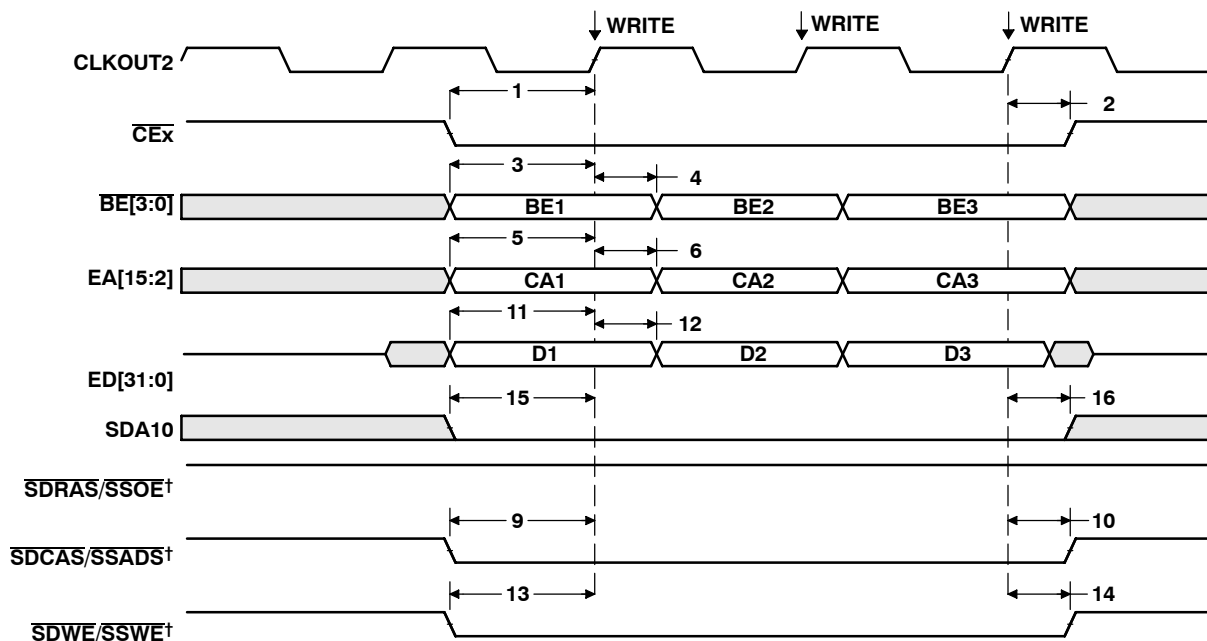 WRITE WRITE WRITE
CLKOUT2
1 2
CEx
3 4
BE[3:0] BE1 BE2 BE3
5 6
EA[15:2] CA1 CA2 CA3
11 12
D1 D2 D3
ED[31:0]
15 16
SDA10
SDRAS/SSOE†
9 10
SDCAS/SSADS†
13 14
SDWE/SSWE†